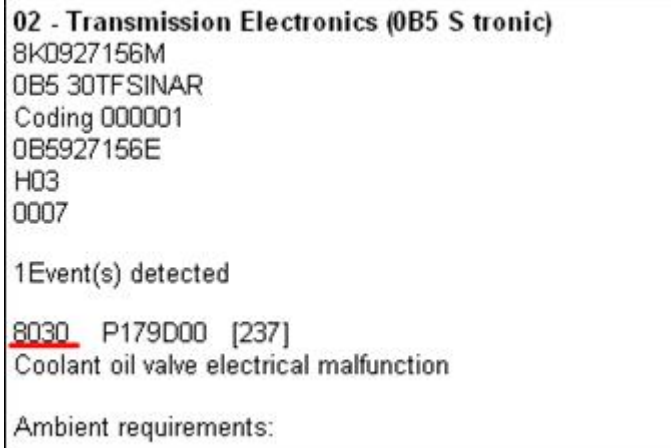 02 - Transmission Electronics (0B5 S tronic)
8K0927156M
0B5 30TFSINAR
Coding 000001
0B5927156E
H03
0007
1Event(s) detected
8030 P179D00 [237]
Coolant oil valve electrical malfunction
Ambient requirements: